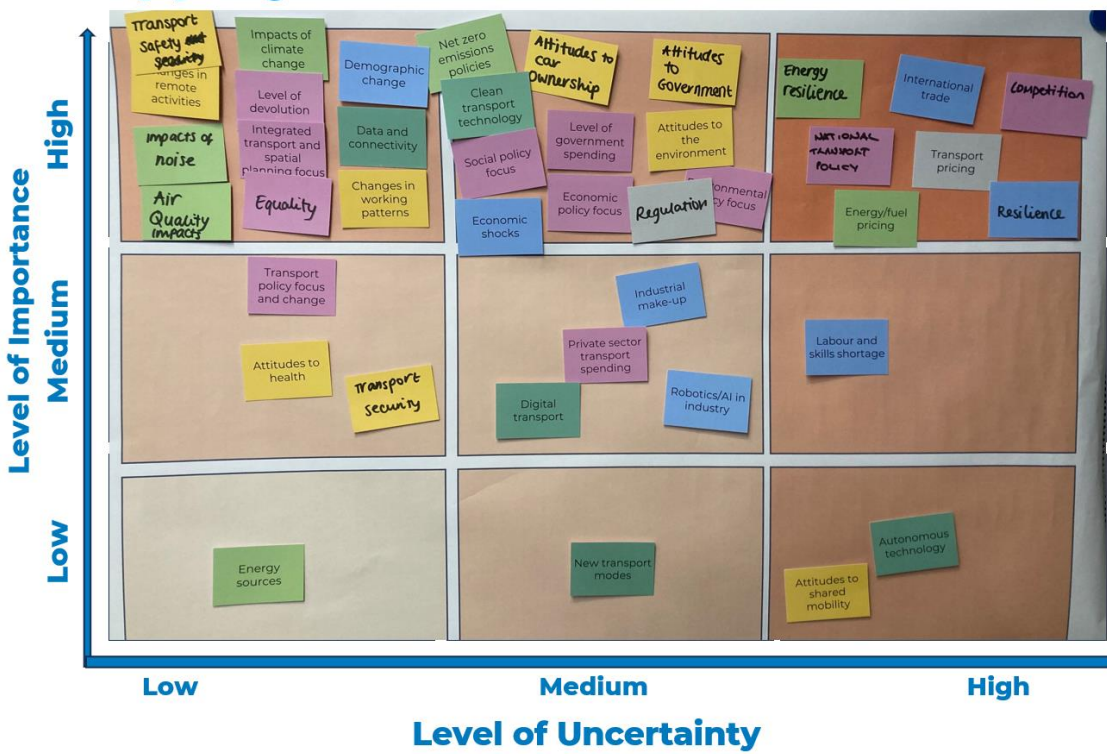 Transport
Safety
security
remote
activities
Impacts of
climate
change
Demographic
change
Net zero
emissions
policies
Attitudes to
car
Ownership
Attitudes
to
Government
Level of
devolution
Clean
transport
technology
Impacts of
noise
Integrated
transport and
spatial
planning focus
Data and
connectivity
Social policy
focus
Level of
government
spending
Attitudes to
the
environment
Air
Quality
impacts
Equality
Changes in
working
patterns
Economic
shocks
Economic
policy focus
Regulation
focus
Energy
resilience
International
trade
Competition
NATIONAL
TRANSPORT
POLICY
Transport
pricing
Energy/fuel
pricing
Resilience
Transport
policy focus
and change
Attitudes to
health
Transport
security
Industrial
make-up
Private sector
transport
spending
Digital
transport
Robotics/AI in
industry
Labour and
skills shortage
Energy
sources
New transport
modes
Autonomous
technology
Attitudes to
shared
mobility
Level of Importance
High
Medium
Low
Low
Medium
High
Level of Uncertainty